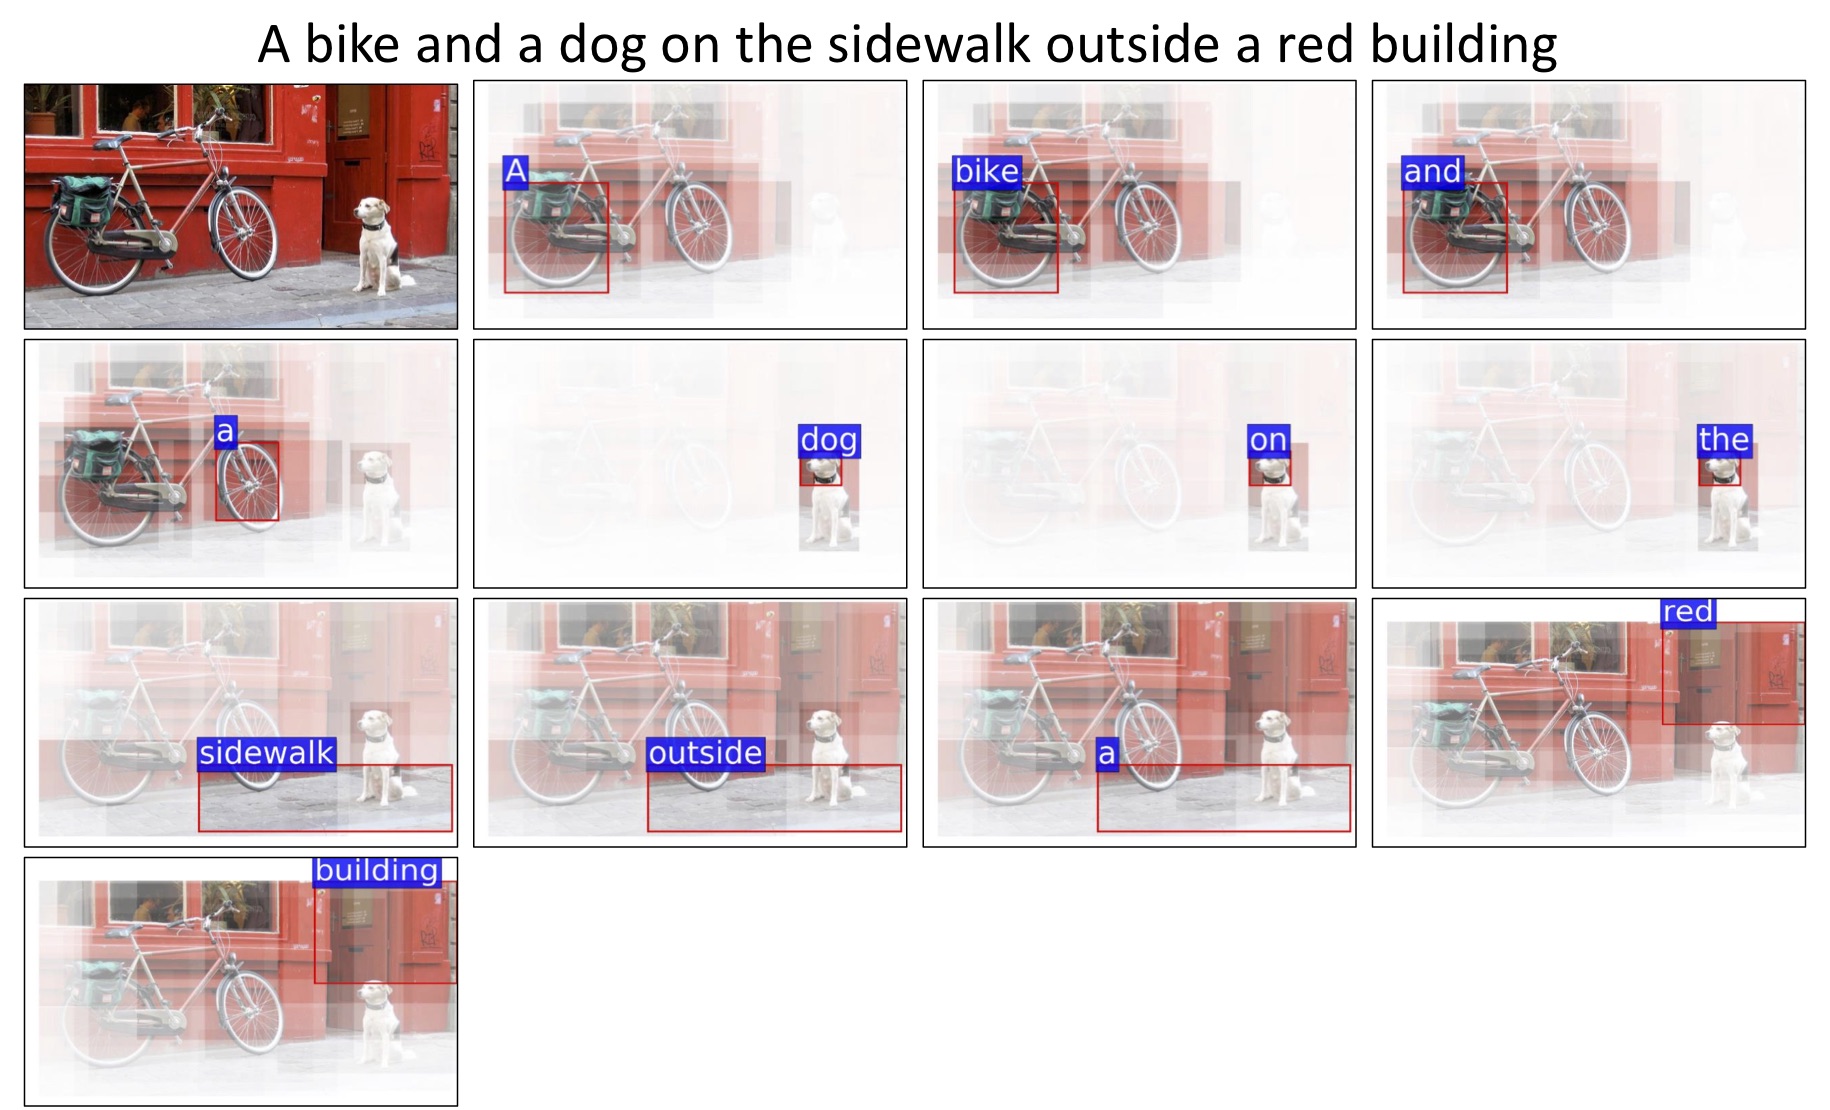 A bike and a dog on the sidewalk outside a red building
A
bike
and
a
dog
on
the
sidewalk
outside
a
red
building